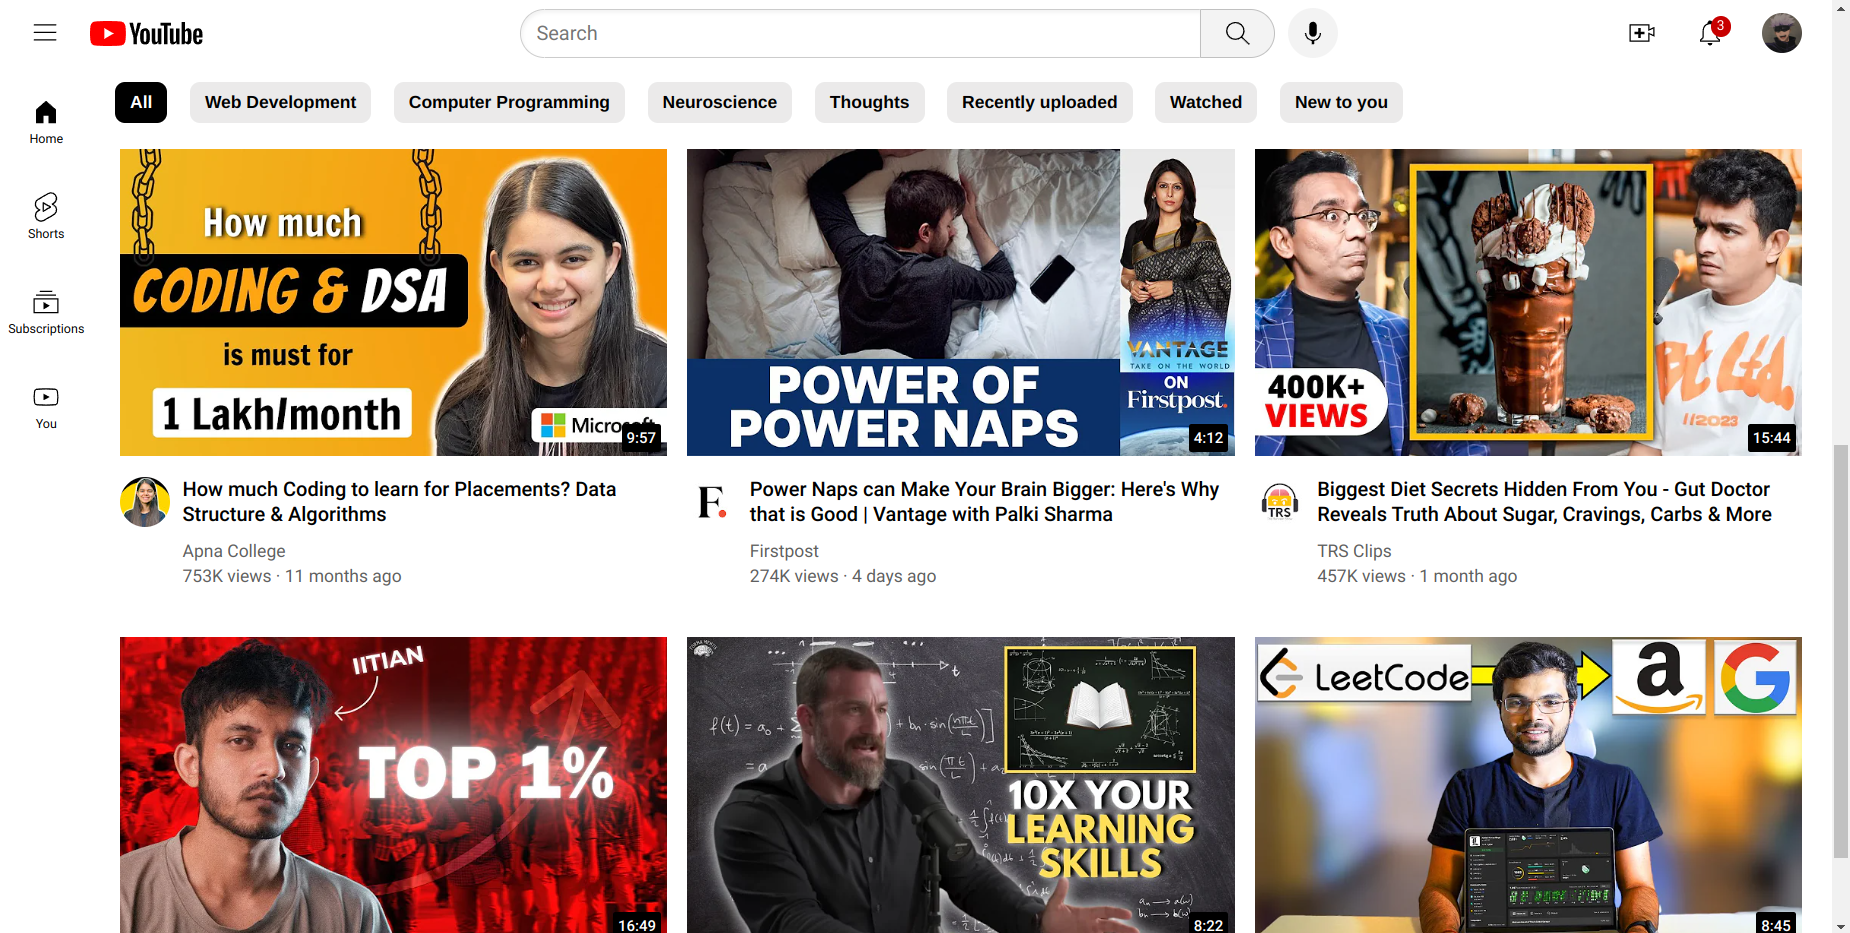 YouTube
Search
3
All
Web Development
Computer Programming
Neuroscience
Thoughts
Recently uploaded
Watched
New to you
Home
Shorts
Subscriptions
You
How much
CODING & DSA
is must for
1 Lakh/month
Microsoft
9:57
POWER OF
POWER NAPS
VANTAGE
TAKE ON THE WORLD
ON
Firstpost.
4:12
400K+
VIEWS
Pt Ltd.
//2023
15:44
How much Coding to learn for Placements? Data
Structure & Algorithms
Apna College
753K views · 11 months ago
F.
Power Naps can Make Your Brain Bigger: Here's Why
that is Good | Vantage with Palki Sharma
Firstpost
274K views · 4 days ago
TRS
Biggest Diet Secrets Hidden From You - Gut Doctor
Reveals Truth About Sugar, Cravings, Carbs & More
TRS Clips
457K views · 1 month ago
IITIAN
TOP 1%
16:49
10X YOUR
LEARNING
SKILLS
8:22
LeetCode
a
G
8:45